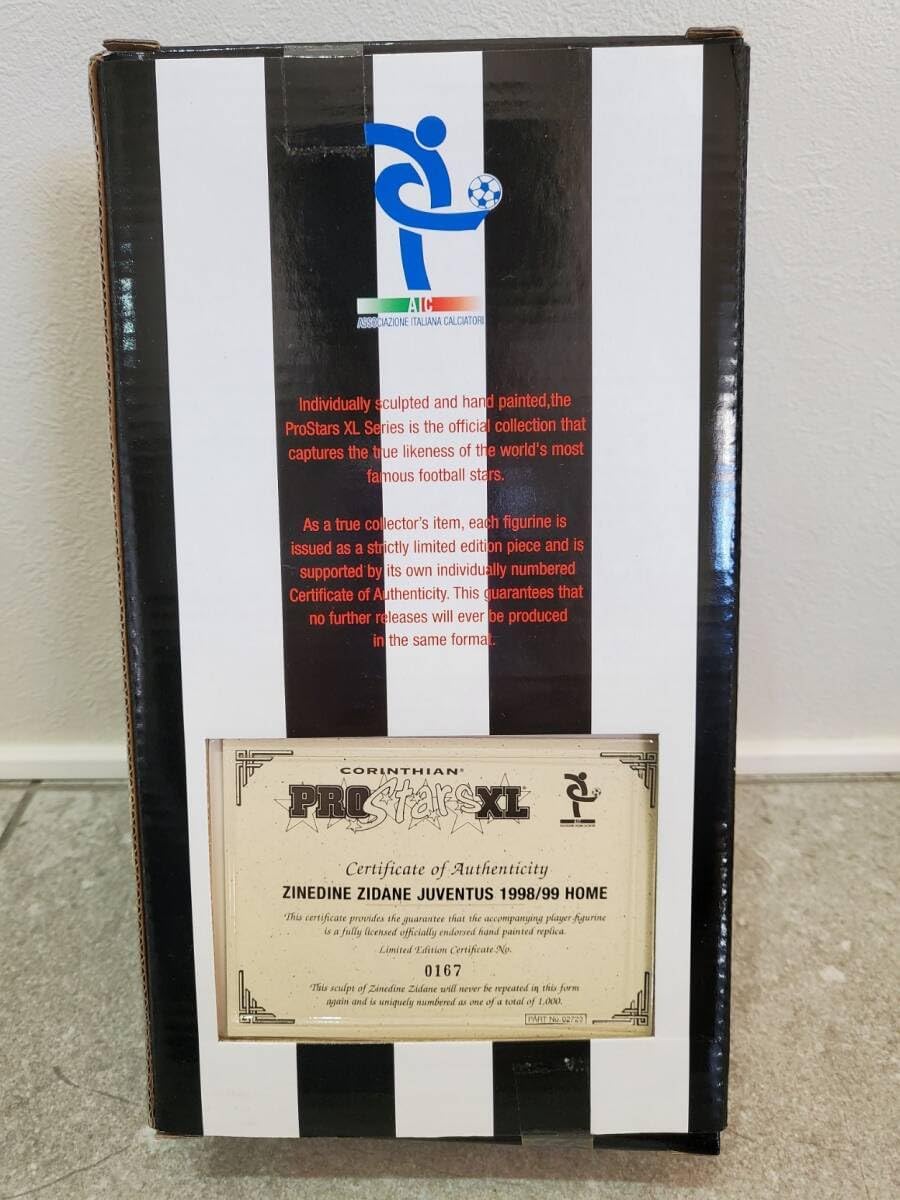 AIC
ASSOCIAZIONE ITALIANA CALCIATORI
Individually sculpted and hand painted,the
ProStars XL Series is the official collection that
captures the true likeness of the world's most
famous football stars.
As a true collector's item, each figurine is
issued as a strictly limited edition piece and is
supported by its own individually numbered
Certificate of Authenticity. This guarantees that
no further releases will ever be produced
in the same format.
CORINTHIAN®
PROStarsXL
Certificate of Authenticity
ZINEDINE ZIDANE JUVENTUS 1998/99 HOME
This certificate provides the guarantee that the accompanying player figurine
is a fully licensed officially endorsed hand painted replica.
Limited Edition Certificate No.
0167
This sculpt of Zinedine Zidane will never be repeated in this form
again and is uniquely numbered as one of a total of 1,000.
PART No. 02723